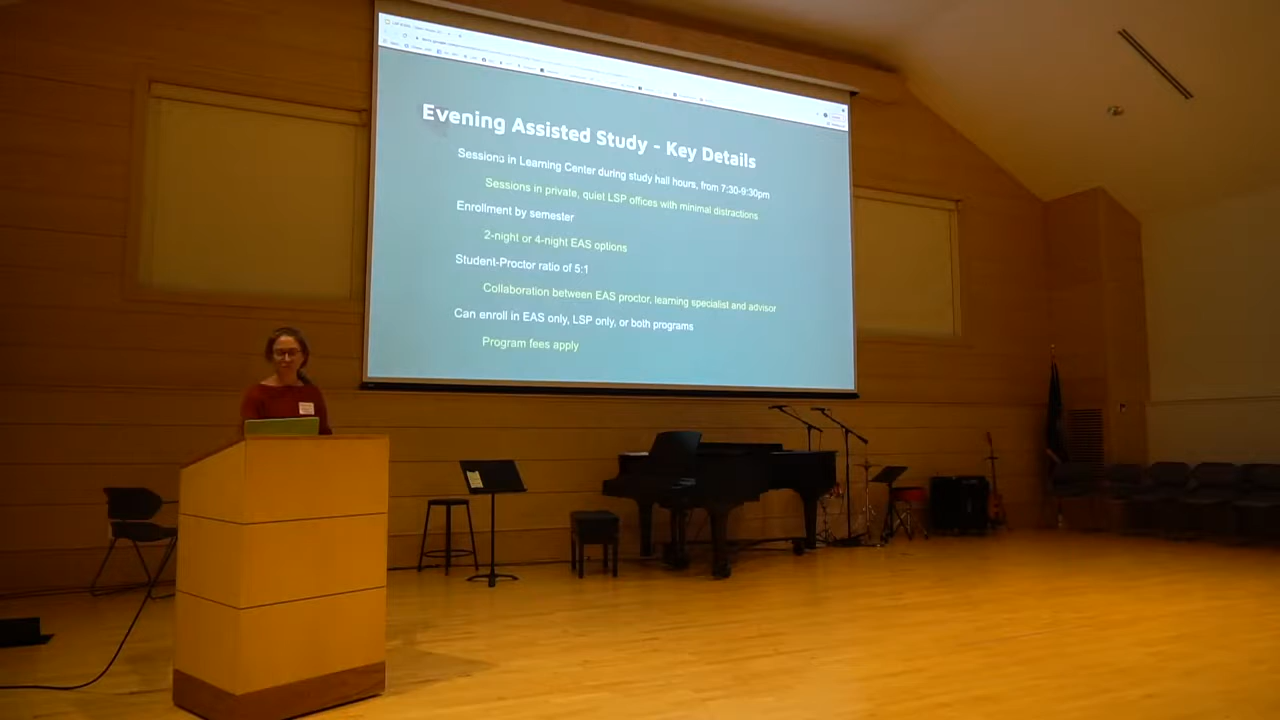 Evening Assisted Study - Key Details
Sessions in Learning Center during study hall hours, from 7:30-9:30pm
Sessions in private, quiet LSP offices with minimal distractions
Enrollment by semester
2-night or 4-night EAS options
Student-Proctor ratio of 5:1
Collaboration between EAS proctor, learning specialist and advisor
Can enroll in EAS only, LSP only, or both programs
Program fees apply